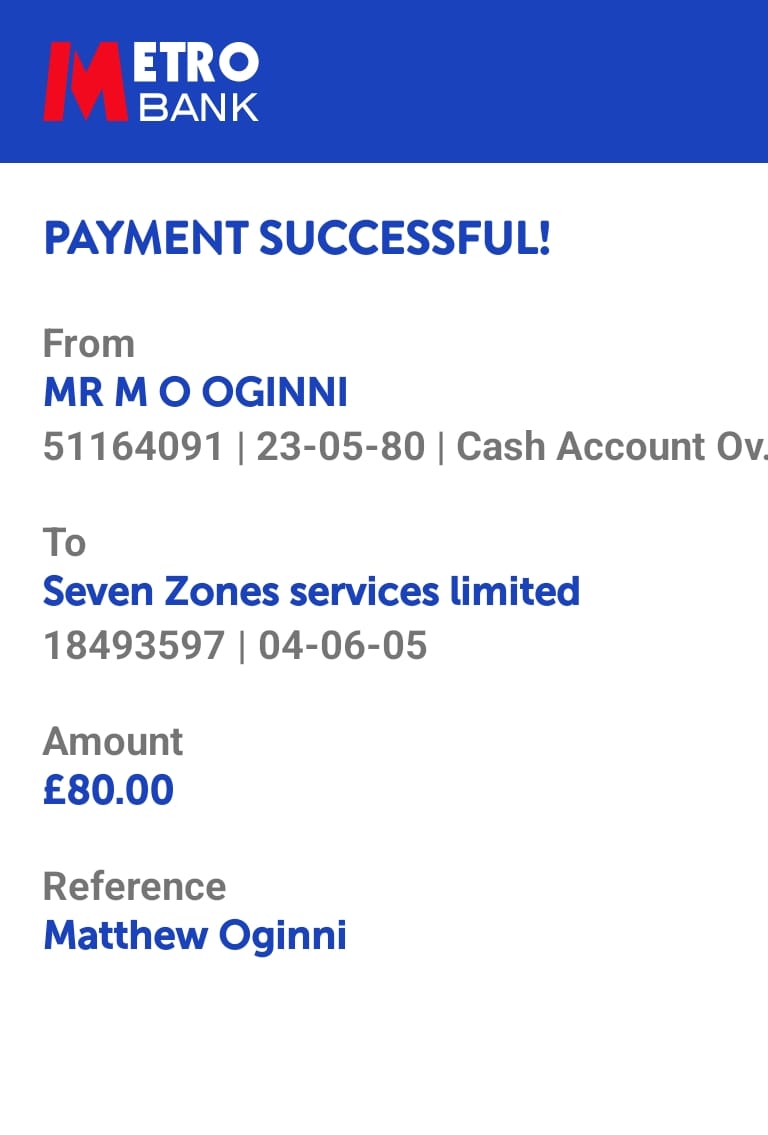 METRO
BANK
PAYMENT SUCCESSFUL!
From
MR M O OGINNI
51164091 | 23-05-80 | Cash Account Ov.
To
Seven Zones services limited
18493597 | 04-06-05
Amount
£80.00
Reference
Matthew Oginni